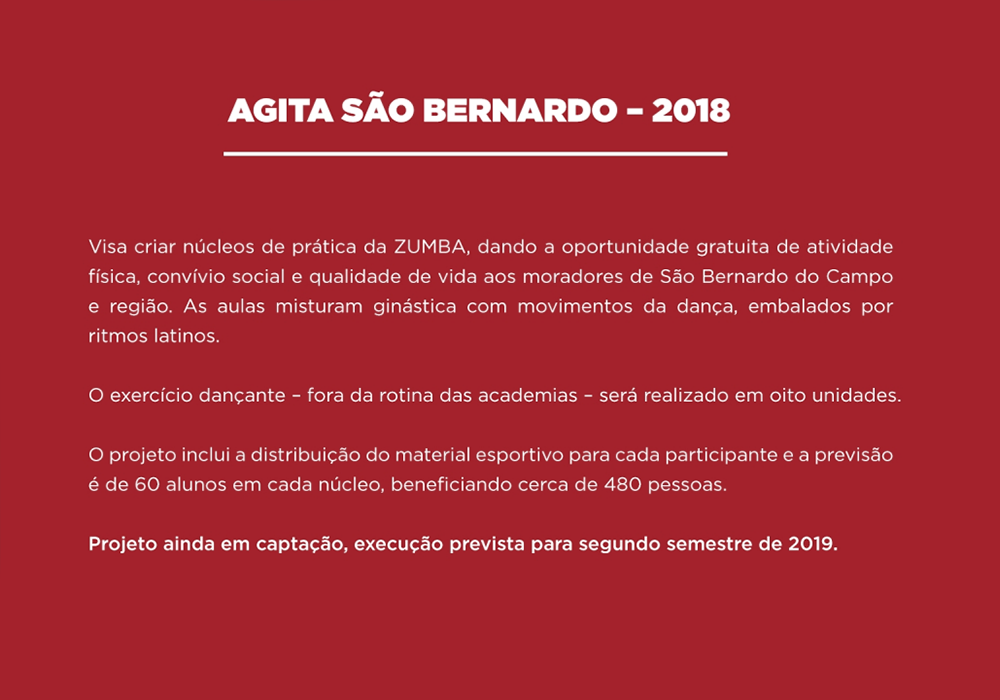 AGITA SÃO BERNARDO – 2018
Visa criar núcleos de prática da ZUMBA, dando a oportunidade gratuita de atividade
física, convívio social e qualidade de vida aos moradores de São Bernardo do Campo
e região. As aulas misturam ginástica com movimentos da dança, embalados por
ritmos latinos.
O exercício dançante – fora da rotina das academias – será realizado em oito unidades.
O projeto inclui a distribuição do material esportivo para cada participante e a previsão
é de 60 alunos em cada núcleo, beneficiando cerca de 480 pessoas.
Projeto ainda em captação, execução prevista para segundo semestre de 2019.